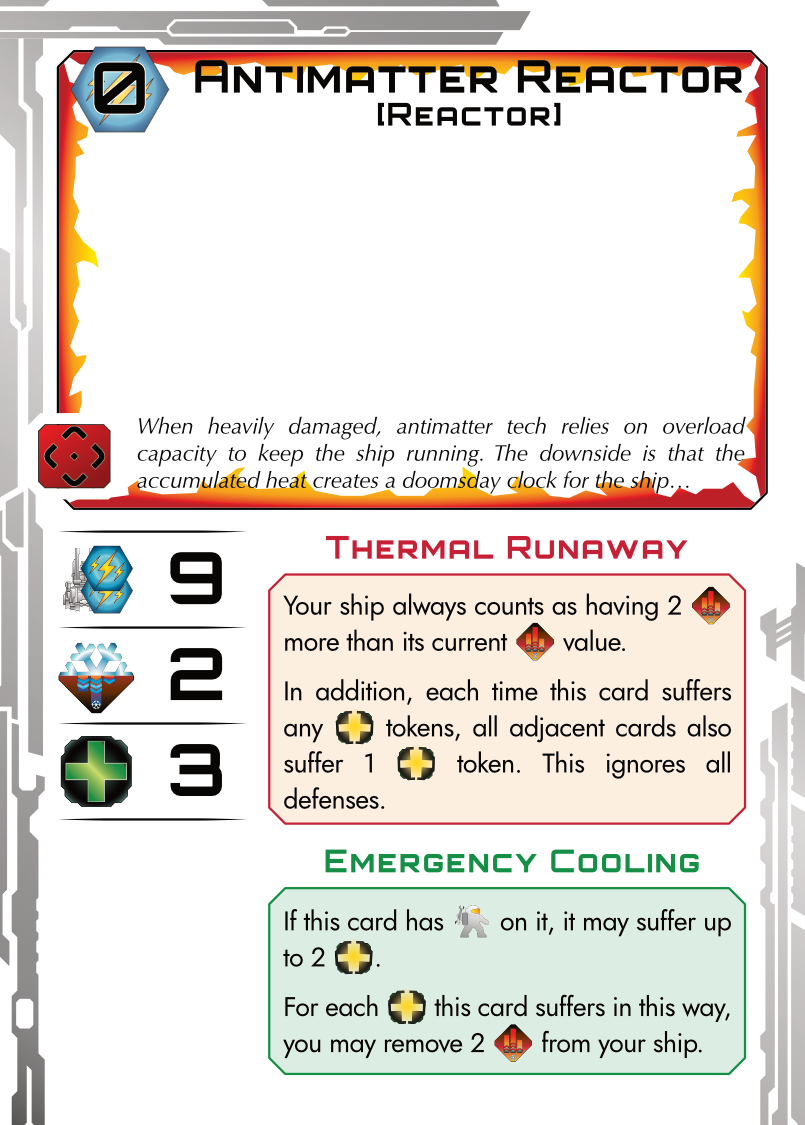 0
ANTIMATTER REACTOR
[REACTOR]
When heavily damaged, antimatter tech relies on overload
capacity to keep the ship running. The downside is that the
accumulated heat creates a doomsday clock for the ship…
9
2
3
THERMAL RUNAWAY
Your ship always counts as having 2
more than its current value.
In addition, each time this card suffers
any tokens, all adjacent cards also
suffer 1 token. This ignores all
defenses.
EMERGENCY COOLING
If this card has on it, it may suffer up
to 2 .
For each this card suffers in this way,
you may remove 2 from your ship.